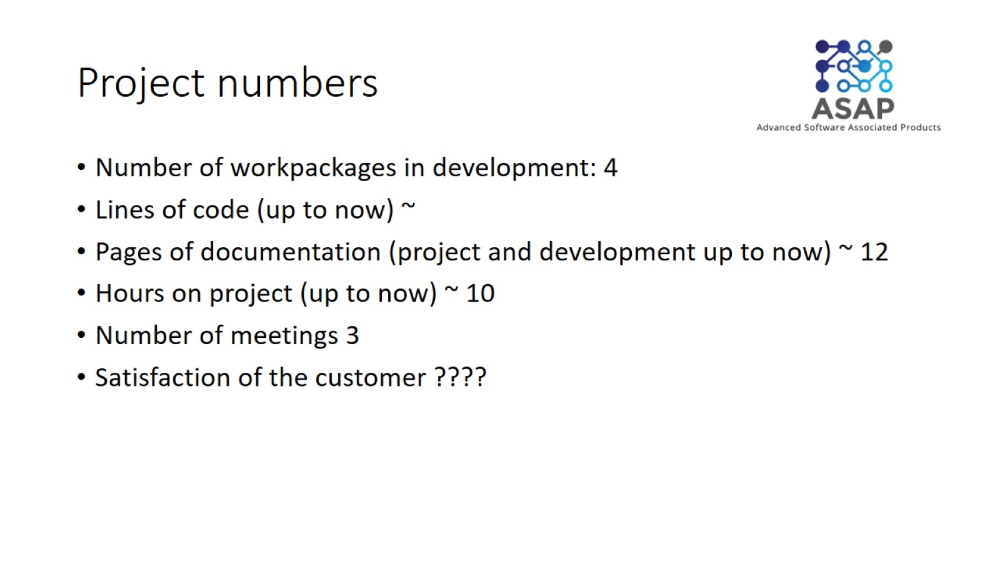 Project numbers
ASAP
Advanced Software Associated Products
• Number of workpackages in development: 4
• Lines of code (up to now) ~
• Pages of documentation (project and development up to now) ~ 12
• Hours on project (up to now) ~ 10
• Number of meetings 3
• Satisfaction of the customer ????